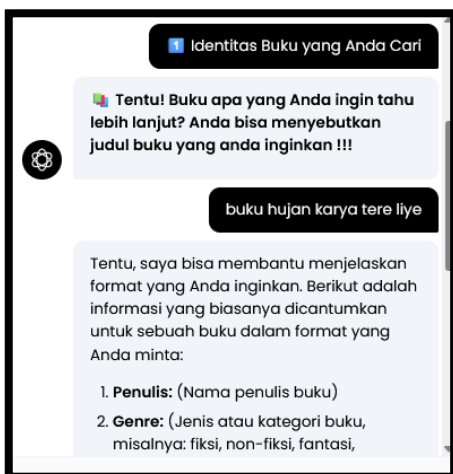 1️⃣ Identitas Buku yang Anda Cari
📚 Tentu! Buku apa yang Anda ingin tahu
lebih lanjut? Anda bisa menyebutkan
judul buku yang anda inginkan !!!
buku hujan karya tere liye
Tentu, saya bisa membantu menjelaskan
format yang Anda inginkan. Berikut adalah
informasi yang biasanya dicantumkan
untuk sebuah buku dalam format yang
Anda minta:
1. Penulis: (Nama penulis buku)
2. Genre: (Jenis atau kategori buku,
misalnya: fiksi, non-fiksi, fantasi,